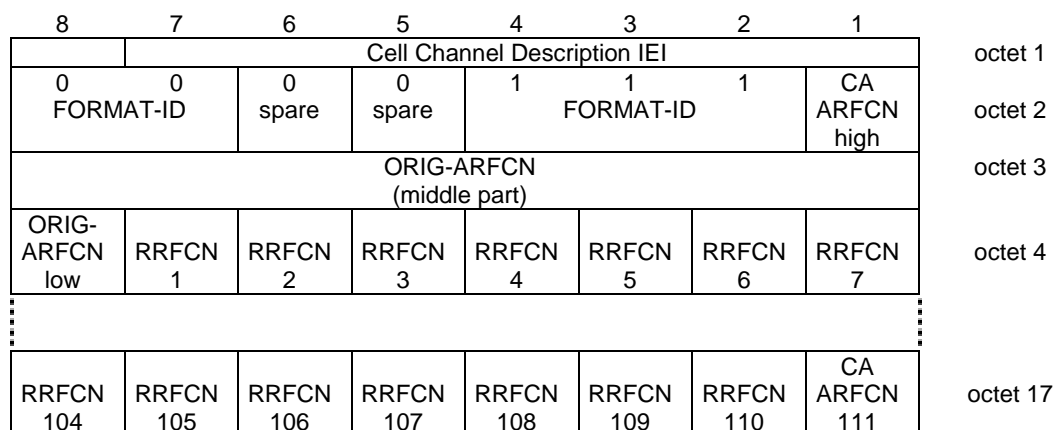 8 7 6 5 4 3 2 1
Cell Channel Description IEI octet 1
0 0 0 0 1 1 1 CA
FORMAT-ID spare spare FORMAT-ID ARFCN octet 2
high
ORIG-ARFCN octet 3
(middle part)
ORIG-
ARFCN RRFCN RRFCN RRFCN RRFCN RRFCN RRFCN RRFCN octet 4
low 1 2 3 4 5 6 7
CA
RRFCN RRFCN RRFCN RRFCN RRFCN RRFCN RRFCN ARFCN octet 17
104 105 106 107 108 109 110 111